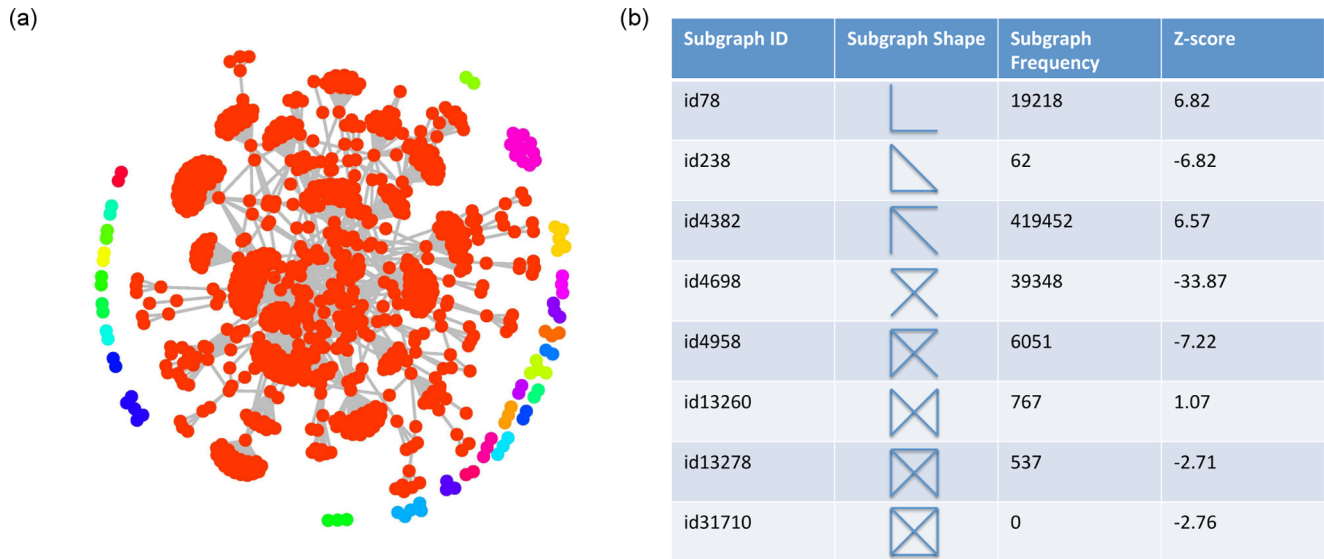 (a)
(b)
Subgraph ID Subgraph Shape Subgraph Frequency Z-score
id78 19218 6.82
id238 62 -6.82
id4382 419452 6.57
id4698 39348 -33.87
id4958 6051 -7.22
id13260 767 1.07
id13278 537 -2.71
id31710 0 -2.76